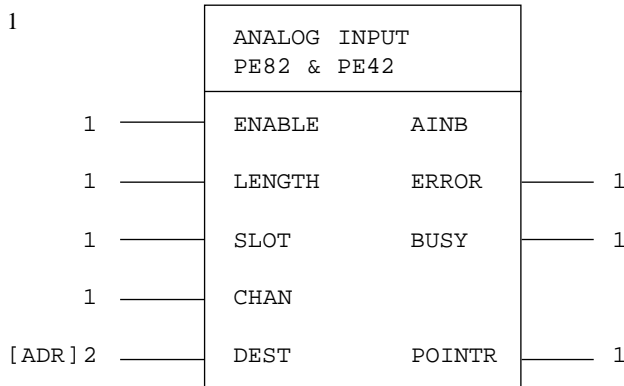 1
ANALOG INPUT
PE82 & PE42
1 ENABLE AINB
1 LENGTH ERROR 1
1 SLOT BUSY 1
1 CHAN
[ADR]2 DEST POINTR 1